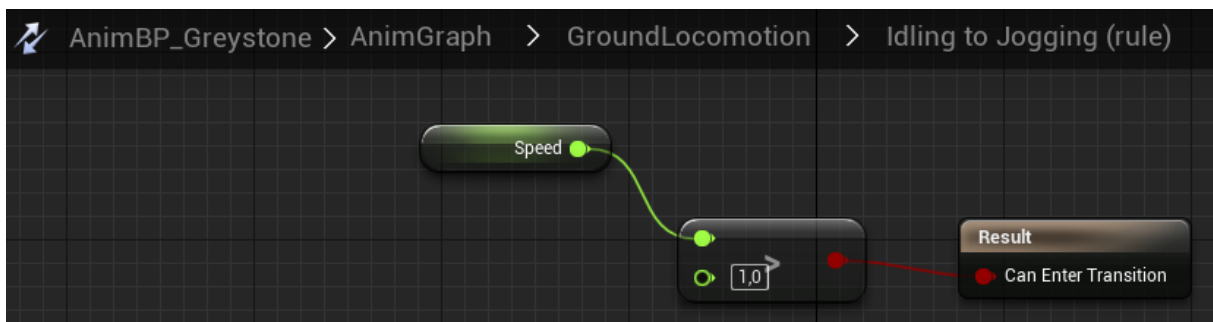 AnimBP_Greystone > AnimGraph > GroundLocomotion > Idling to Jogging (rule)
Speed
1,0 >
Result
Can Enter Transition